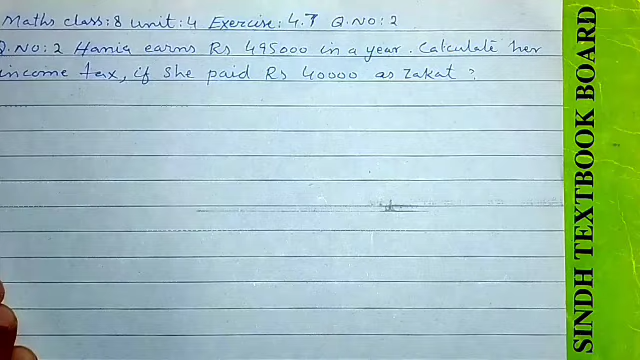 Maths class: 8 Unit: 4 Exercise: 4.7 Q.NO: 2
Q.NO: 2 Hania earns Rs 495000 in a year. Calculate her
income tax, if she paid Rs 40000 as Zakat ?
SINDH TEXTBOOK BOARD